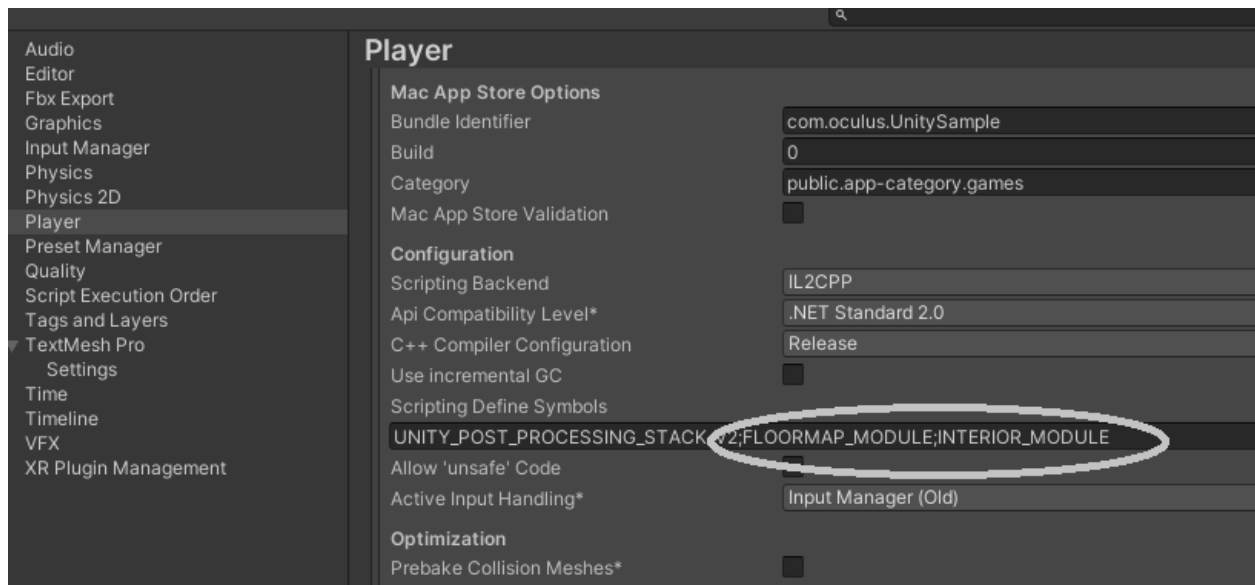 Audio
Editor
Fbx Export
Graphics
Input Manager
Physics
Physics 2D
Player
Preset Manager
Quality
Script Execution Order
Tags and Layers
TextMesh Pro
Settings
Time
Timeline
VFX
XR Plugin Management
Player
Mac App Store Options
Bundle Identifier com.oculus.UnitySample
Build 0
Category public.app-category.games
Mac App Store Validation
Configuration
Scripting Backend IL2CPP
Api Compatibility Level* .NET Standard 2.0
C++ Compiler Configuration Release
Use incremental GC
Scripting Define Symbols
UNITY_POST_PROCESSING_STACK_V2;FLOORMAP_MODULE;INTERIOR_MODULE
Allow 'unsafe' Code
Active Input Handling* Input Manager (Old)
Optimization
Prebake Collision Meshes*